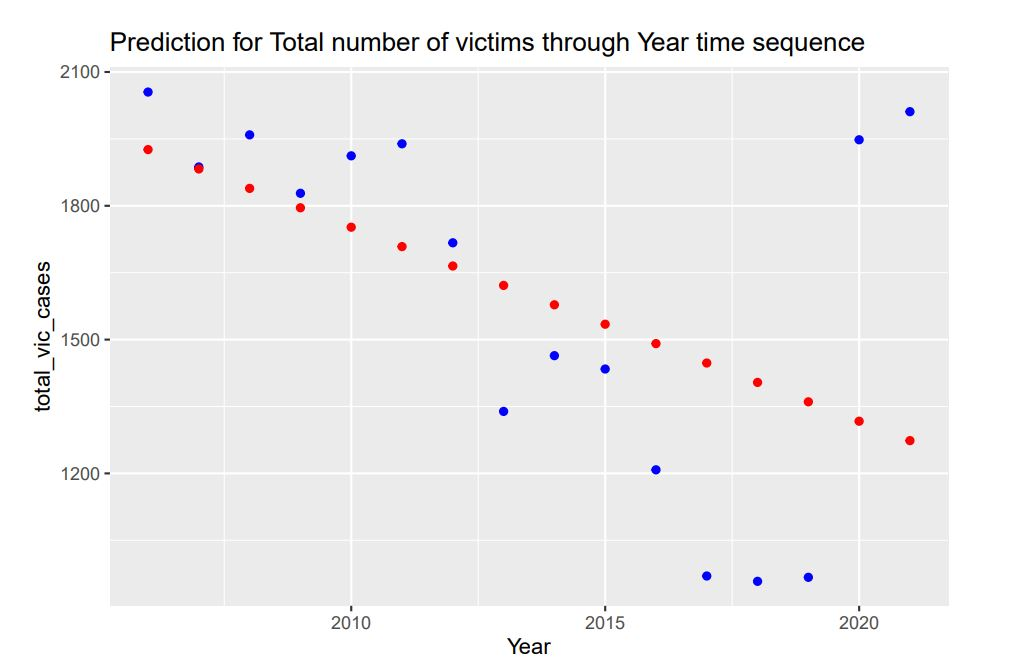 Prediction for Total number of victims through Year time sequence
2100
1800
1500
1200
total_vic_cases
2010
2015
2020
Year